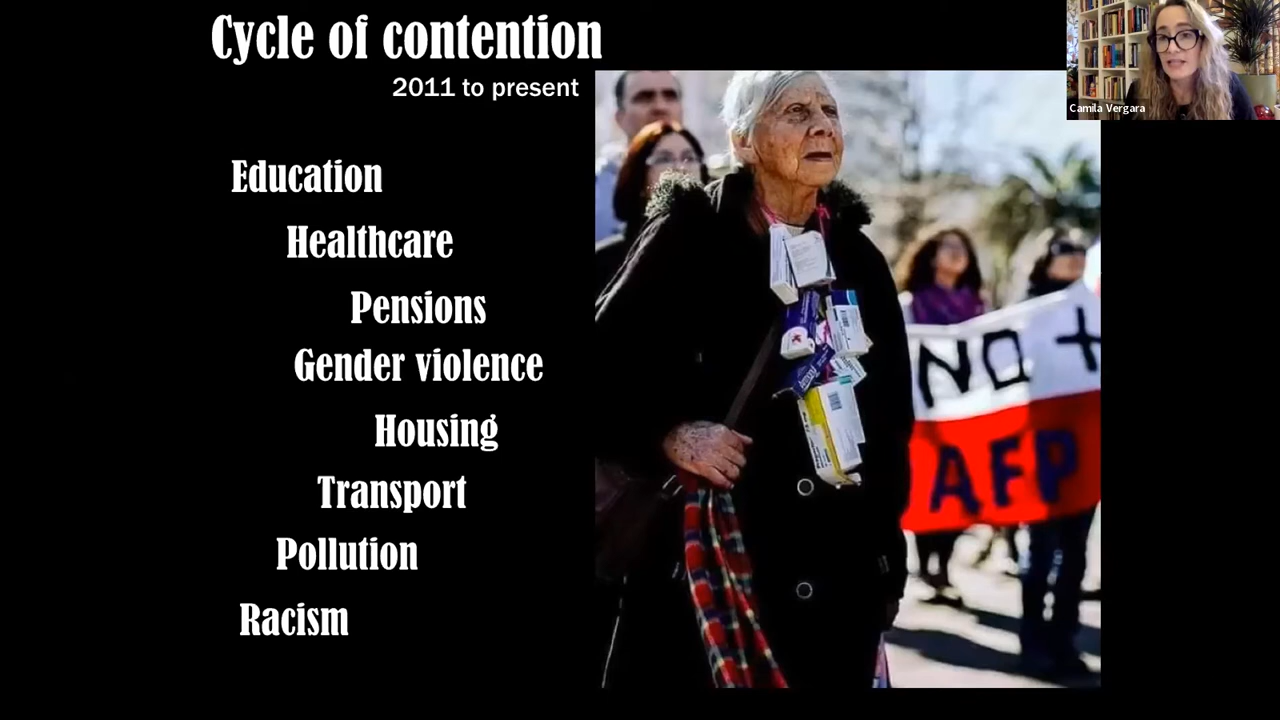 Cycle of contention
2011 to present
Camila Vergara
Education
Healthcare
Pensions
Gender violence
Housing
Transport
Pollution
Racism
NO +
AFP